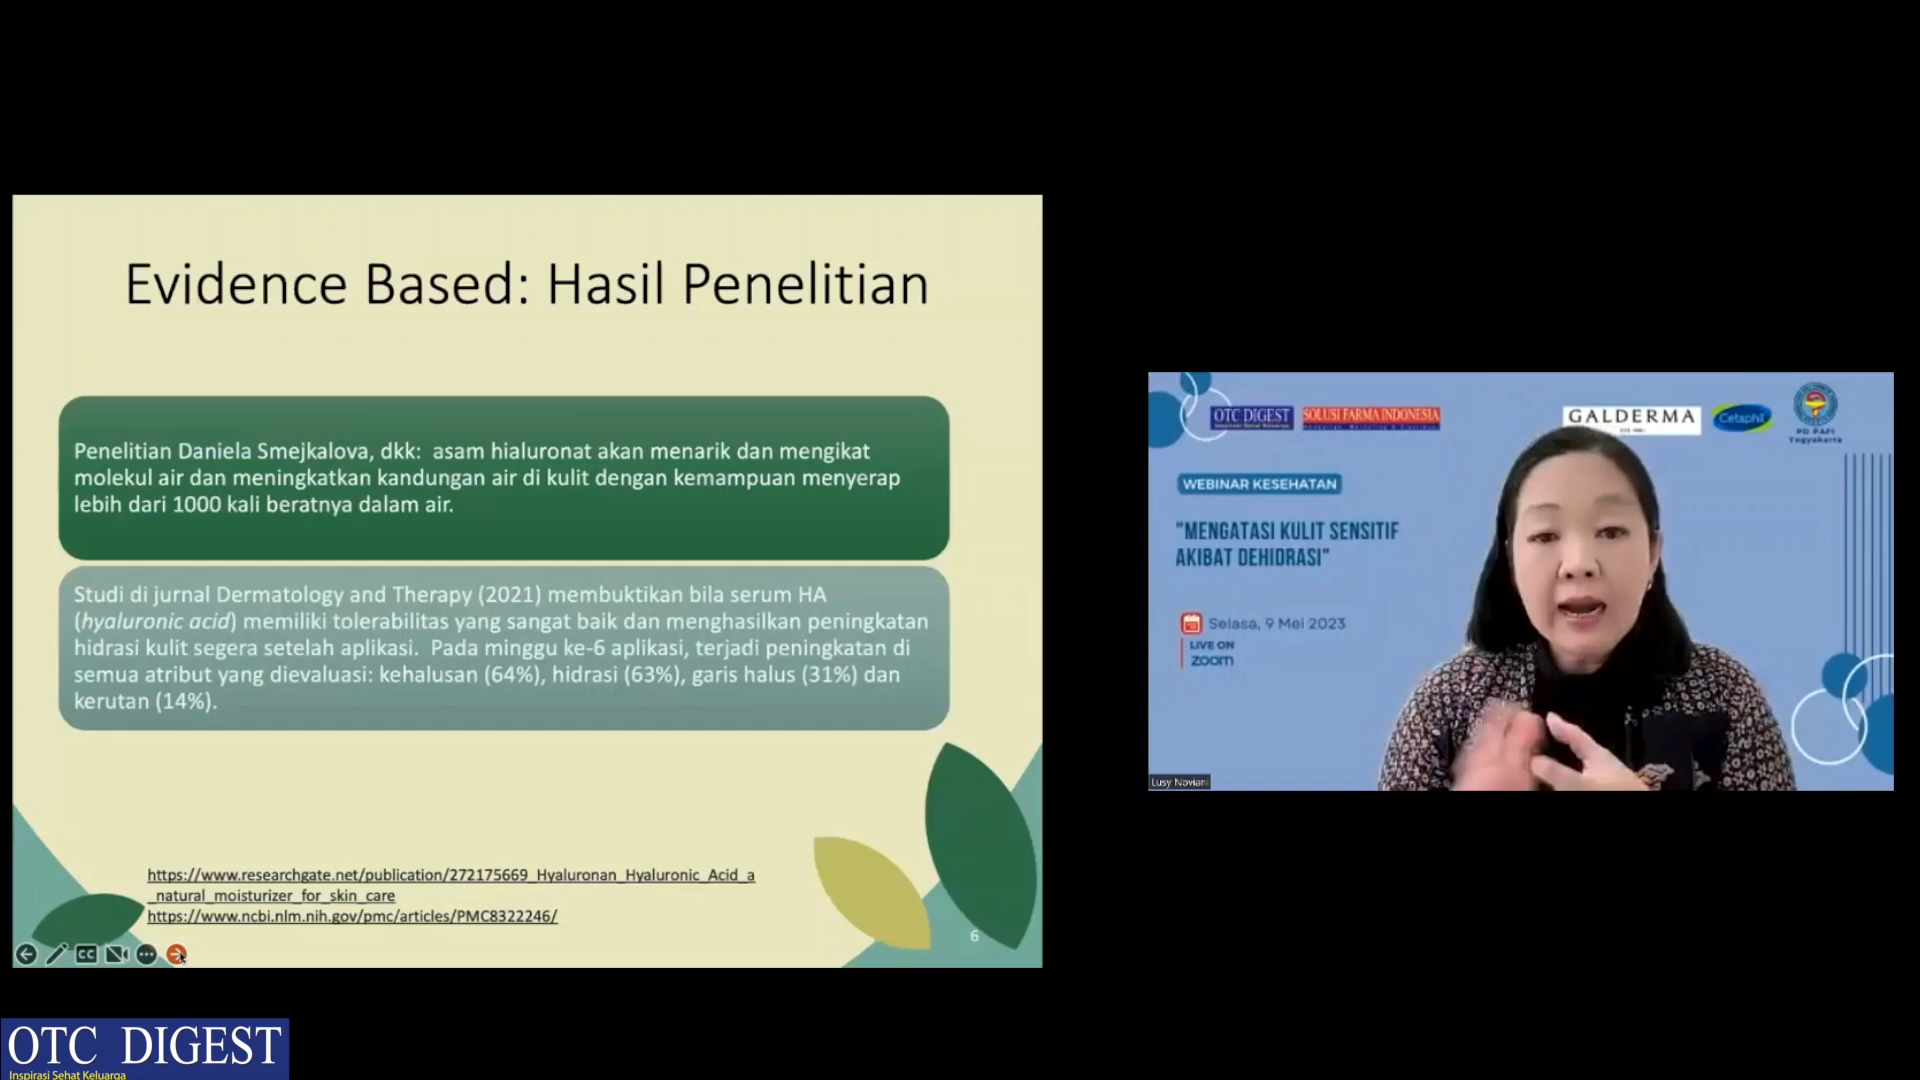 Evidence Based: Hasil Penelitian
Penelitian Daniela Smejkalova, dkk: asam hialuronat akan menarik dan mengikat
molekul air dan meningkatkan kandungan air di kulit dengan kemampuan menyerap
lebih dari 1000 kali beratnya dalam air.
Studi di jurnal Dermatology and Therapy (2021) membuktikan bila serum HA
(hyaluronic acid) memiliki tolerabilitas yang sangat baik dan menghasilkan peningkatan
hidrasi kulit segera setelah aplikasi. Pada minggu ke-6 aplikasi, terjadi peningkatan di
semua atribut yang dievaluasi: kehalusan (64%), hidrasi (63%), garis halus (31%) dan
kerutan (14%).
https://www.researchgate.net/publication/272175669_Hyaluronan_Hyaluronic_Acid_a
_natural_moisturizer_for_skin_care
https://www.ncbi.nlm.nih.gov/pmc/articles/PMC8322246/
6
CC
OTC DIGEST
SOLUSI FARMA INDONESIA
GALDERMA
Cetaphil
PD PAFI
Yogyakarta
WEBINAR KESEHATAN
"MENGATASI KULIT SENSITIF
AKIBAT DEHIDRASI"
Selasa, 9 Mei 2023
LIVE ON
zoom
Lusy Noviani
OTC DIGEST
Inspirasi Sehat Keluarga